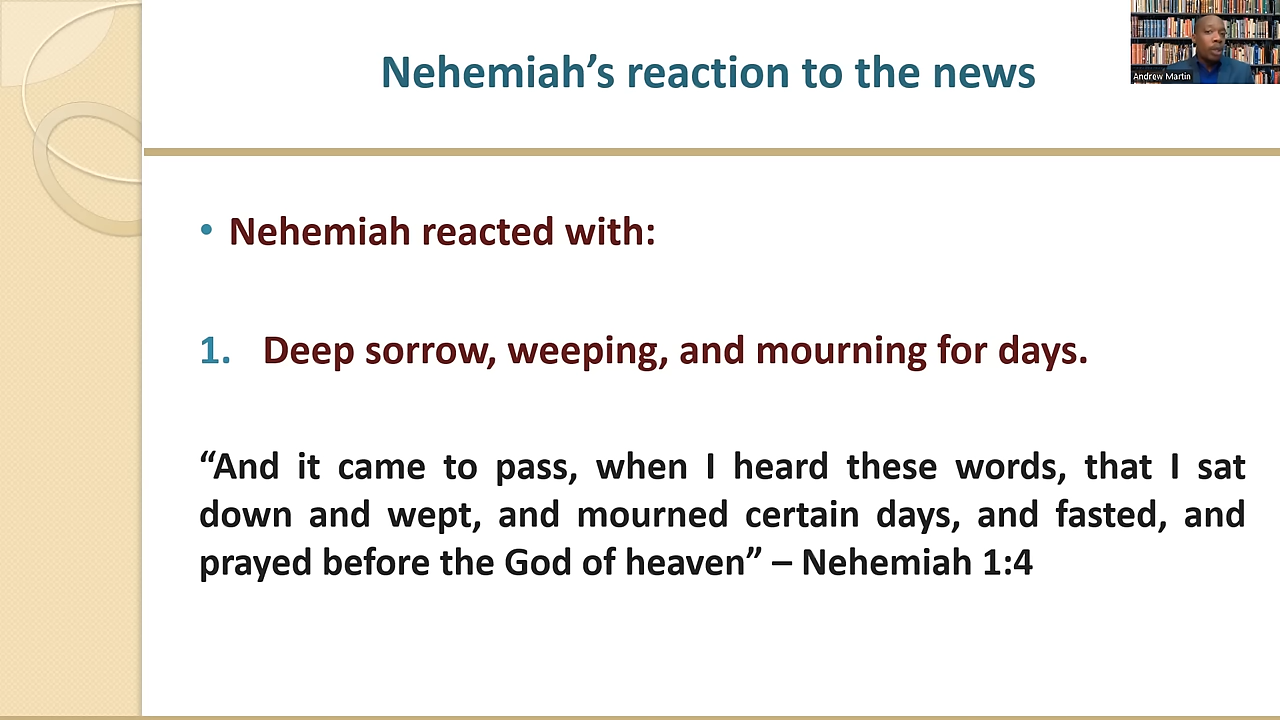 Nehemiah’s reaction to the news
Andrew Martin
• Nehemiah reacted with:
1. Deep sorrow, weeping, and mourning for days.
“And it came to pass, when I heard these words, that I sat
down and wept, and mourned certain days, and fasted, and
prayed before the God of heaven” – Nehemiah 1:4